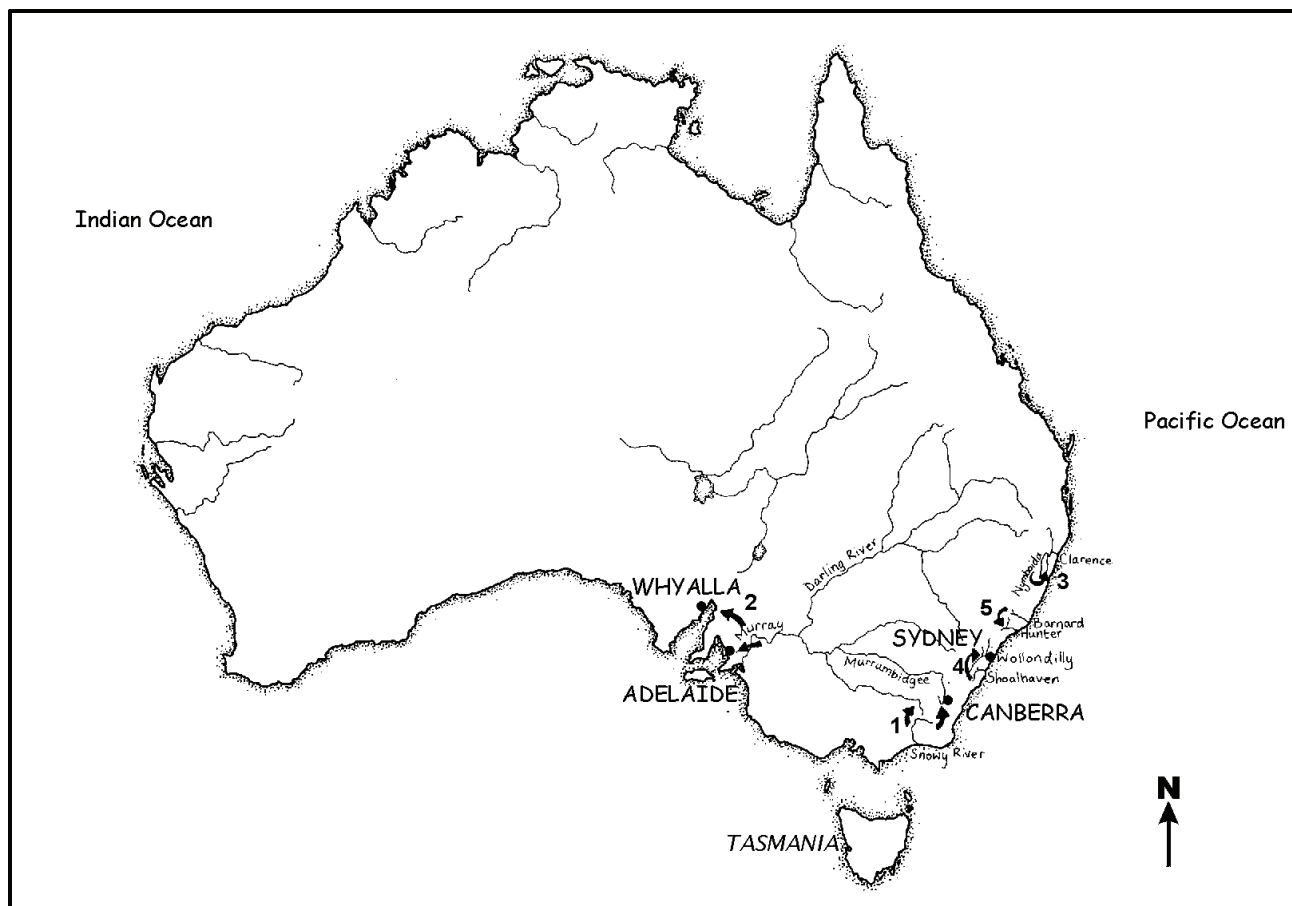 Indian Ocean
Pacific Ocean
Darling River
Nymboida
Clarence
3
WHYALLA
2
5
Murray
Barnard
Hunter
SYDNEY
4
Wollondilly
Murrumbidgee
Shoalhaven
ADELAIDE
1
CANBERRA
Snowy River
N
TASMANIA